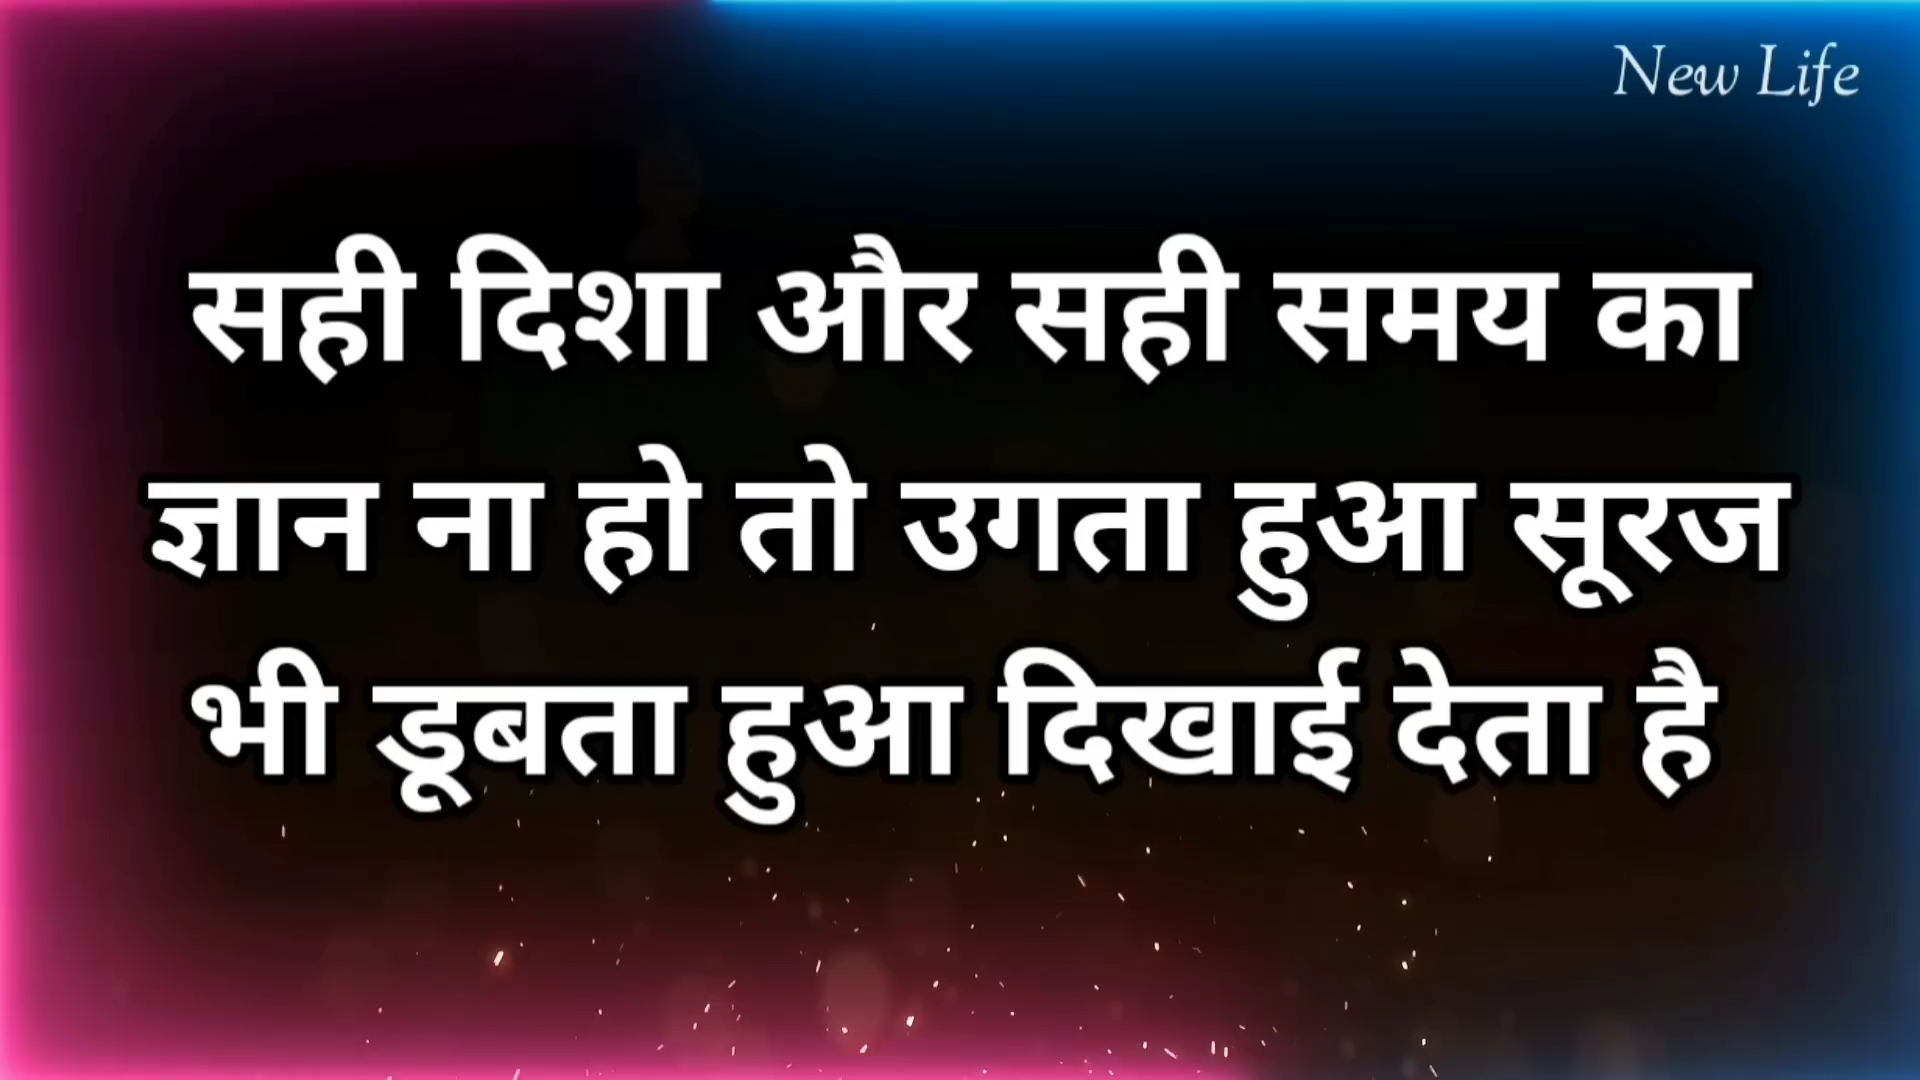 New Life
सही दिशा और सही समय का
ज्ञान ना हो तो उगता हुआ सूरज
भी डूबता हुआ दिखाई देता है